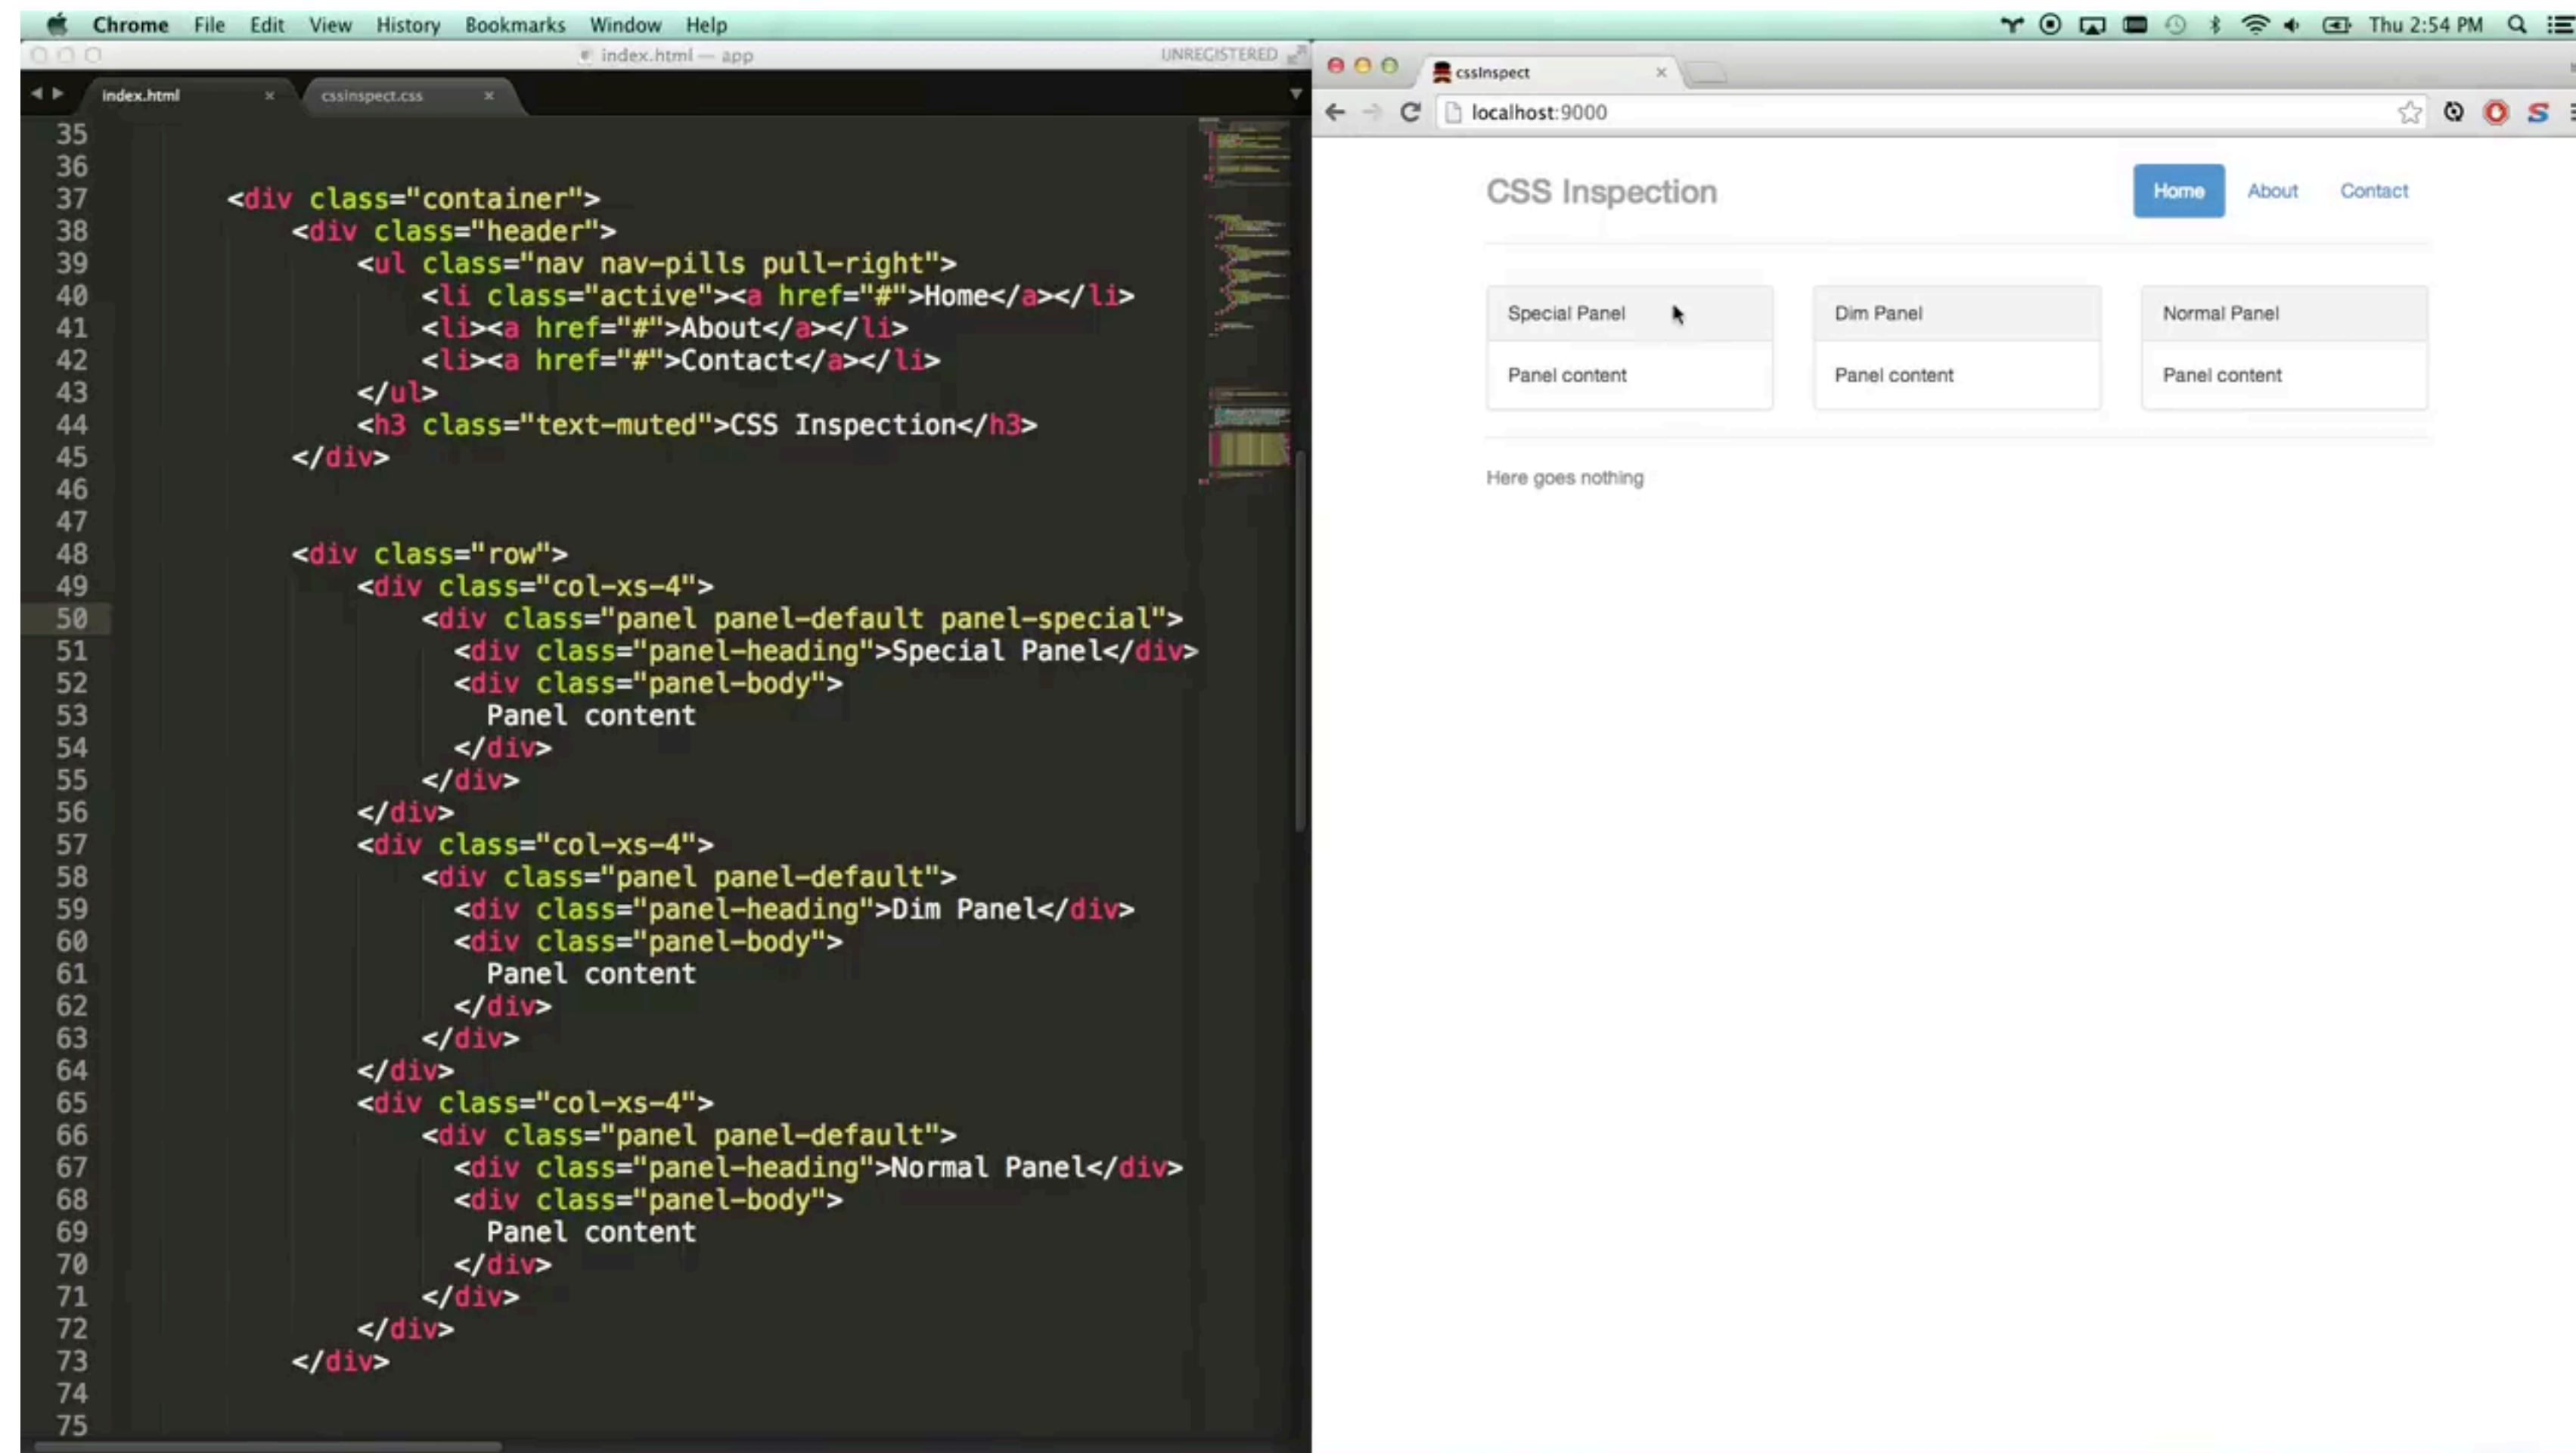 Chrome File Edit View History Bookmarks Window Help Thu 2:54 PM
index.html — app UNREGISTERED
index.html cssinspect.css
35
36
37 <div class="container">
38 <div class="header">
39 <ul class="nav nav-pills pull-right">
40 <li class="active"><a href="#">Home</a></li>
41 <li><a href="#">About</a></li>
42 <li><a href="#">Contact</a></li>
43 </ul>
44 <h3 class="text-muted">CSS Inspection</h3>
45 </div>
46
47
48 <div class="row">
49 <div class="col-xs-4">
50 <div class="panel panel-default panel-special">
51 <div class="panel-heading">Special Panel</div>
52 <div class="panel-body">
53 Panel content
54 </div>
55 </div>
56 </div>
57 <div class="col-xs-4">
58 <div class="panel panel-default">
59 <div class="panel-heading">Dim Panel</div>
60 <div class="panel-body">
61 Panel content
62 </div>
63 </div>
64 </div>
65 <div class="col-xs-4">
66 <div class="panel panel-default">
67 <div class="panel-heading">Normal Panel</div>
68 <div class="panel-body">
69 Panel content
70 </div>
71 </div>
72 </div>
73 </div>
74
75
cssInspect
localhost:9000
CSS Inspection Home About Contact
Special Panel Dim Panel Normal Panel
Panel content Panel content Panel content
Here goes nothing